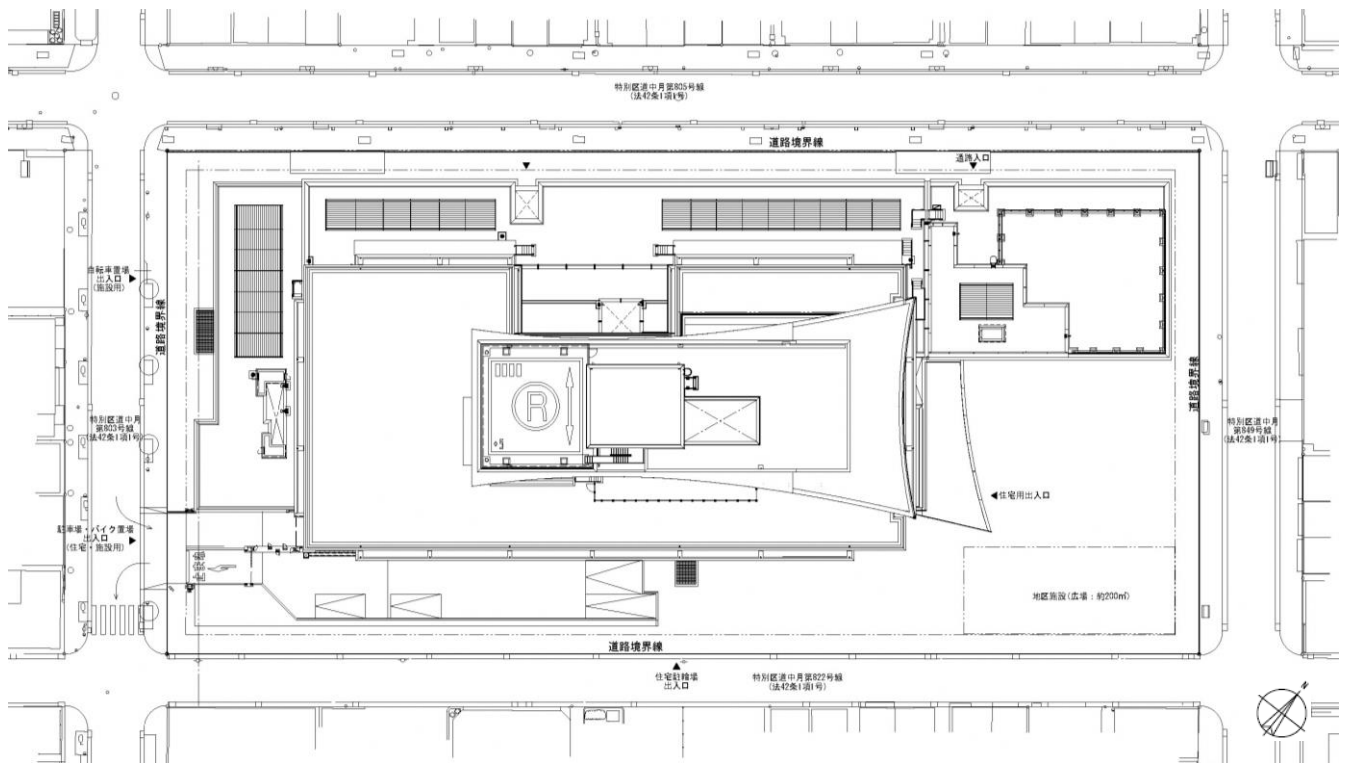 特別区道中月第805号線
(法42条1項1号)
道路境界線
通路入口
自転車置場
出入口
(施設用)
道路境界線
道路境界線
R
特別区道中月
第803号線
(法42条1項1号)
特別区道中月
第849号線
(法42条1項1号)
住宅用出入口
駐車場・バイク置場
出入口
(住宅・施設用)
地区施設(広場:約200㎡)
道路境界線
住宅駐輪場
出入口
特別区道中月第822号線
(法42条1項1号)
N